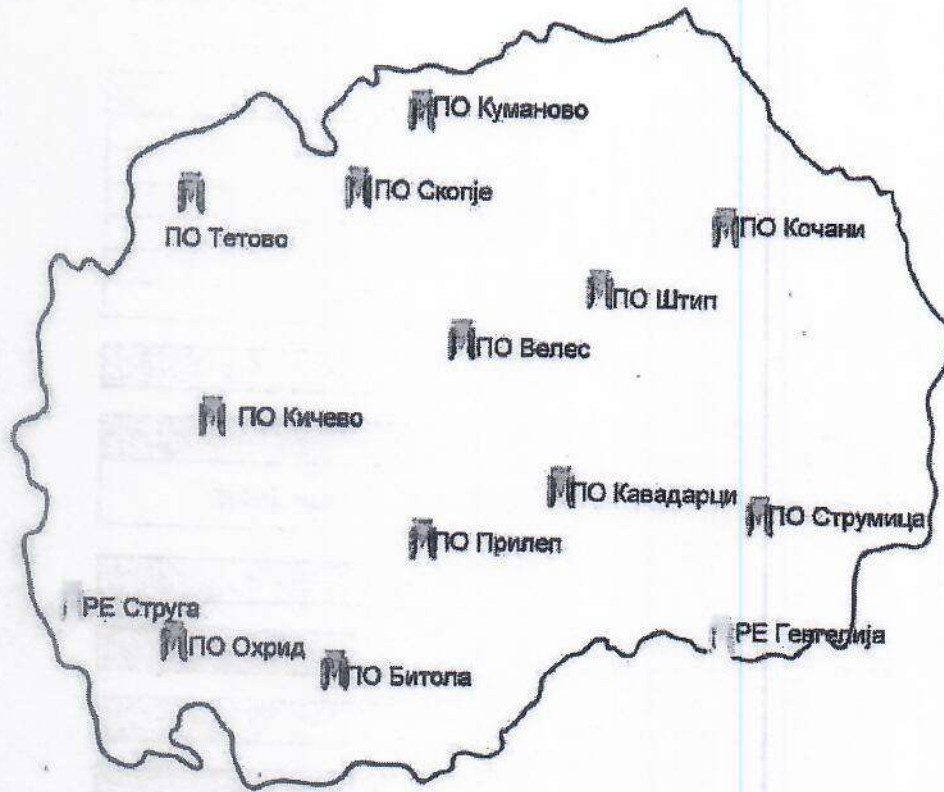 ПО Куманово
ПО Скопје
ПО Тетово
ПО Кочани
ПО Штип
ПО Велес
ПО Кичево
ПО Кавадарци
ПО Струмица
ПО Прилеп
РЕ Струга
ПО Охрид
РЕ Гевгелија
ПО Битола